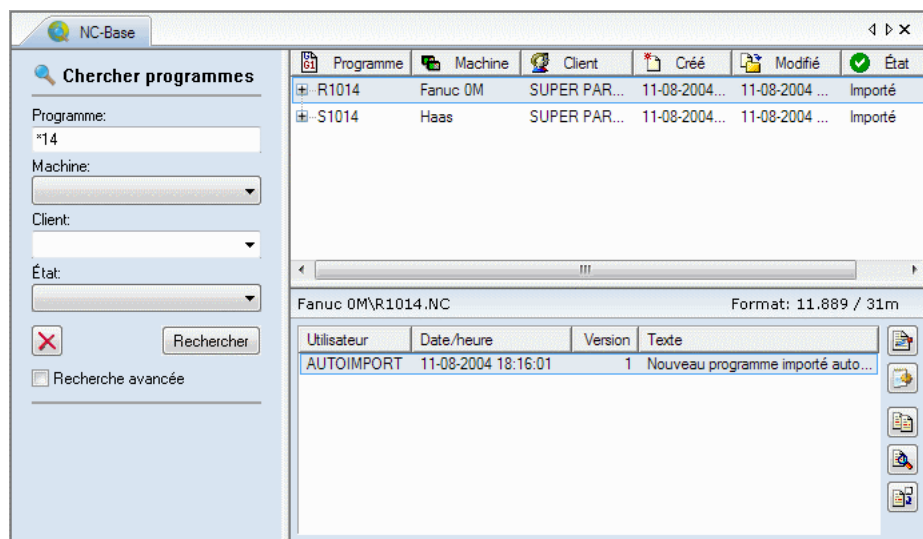 NC-Base
Chercher programmes
Programme:
*14
Machine:
Client:
État:
Rechercher
Recherche avancée
Programme Machine Client Créé Modifié État
R1014 Fanuc 0M SUPER PAR... 11-08-2004... 11-08-2004 ... Importé
S1014 Haas SUPER PAR... 11-08-2004... 11-08-2004 ... Importé
Fanuc 0M\R1014.NC Format: 11.889 / 31m
Utilisateur Date/heure Version Texte
AUTOIMPORT 11-08-2004 18:16:01 1 Nouveau programme importé auto...